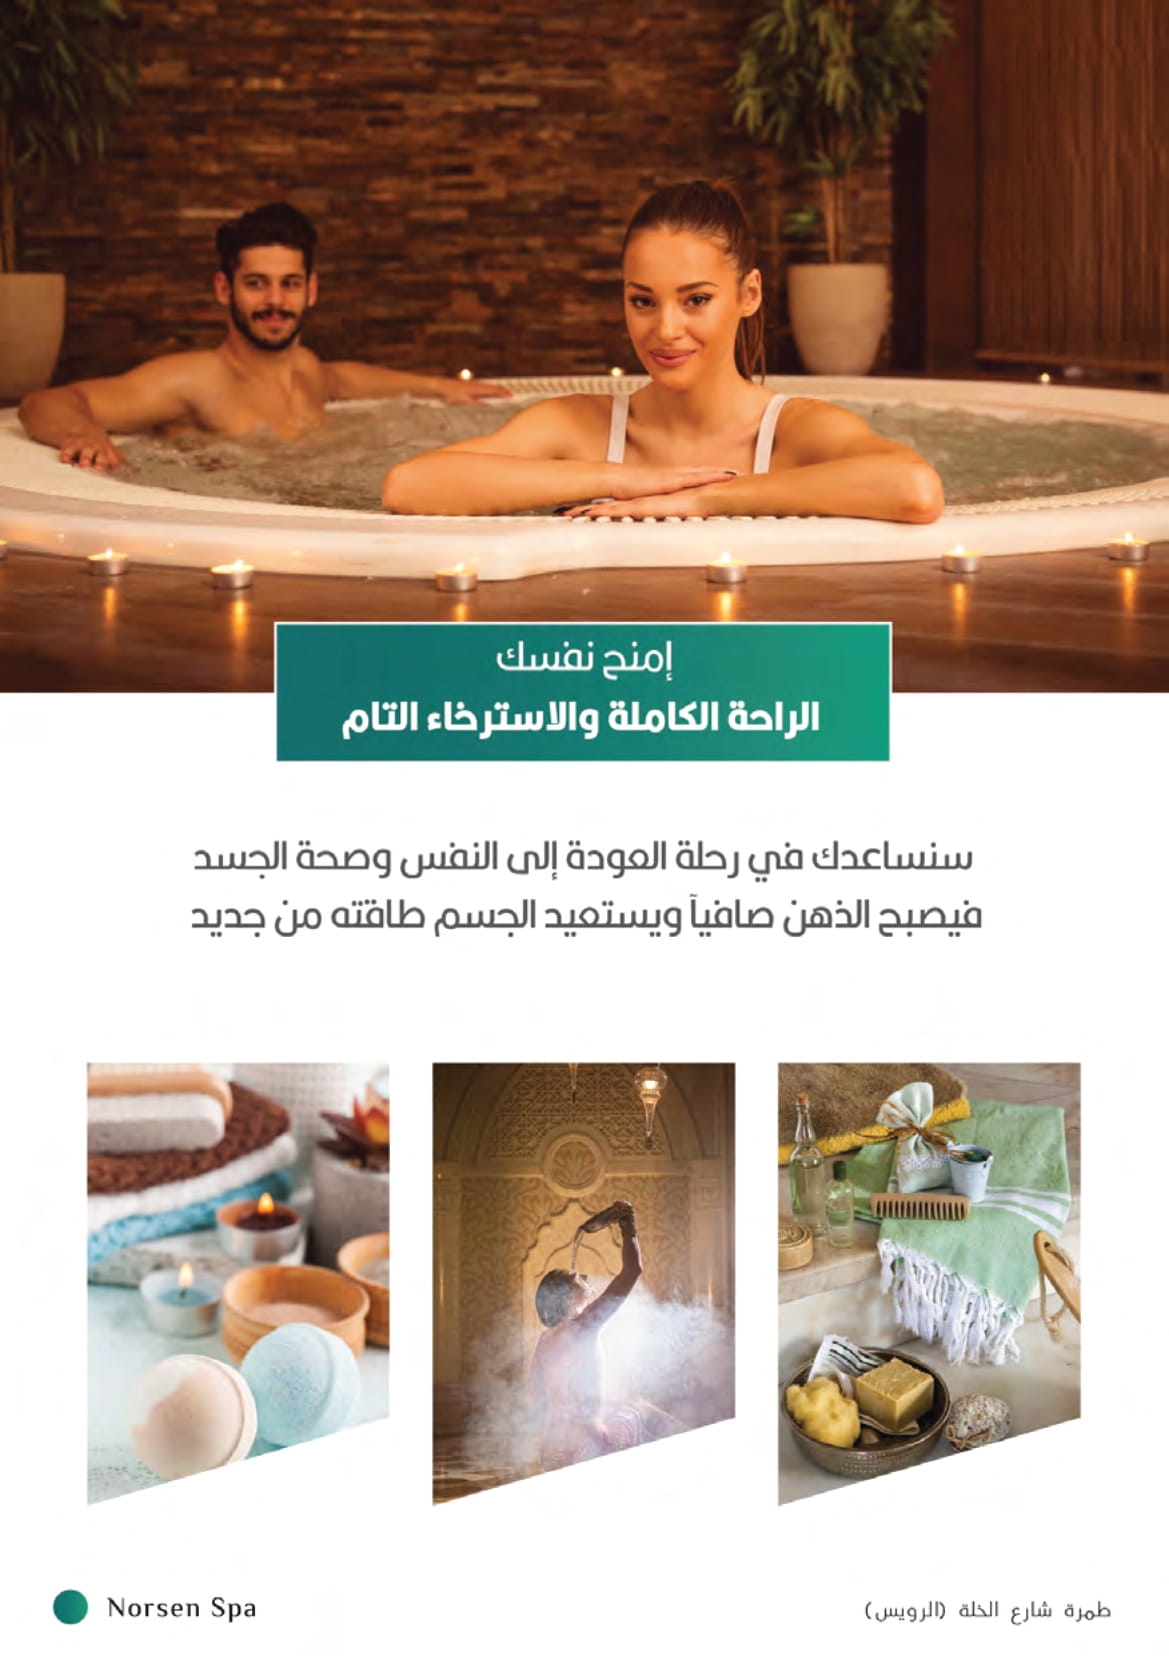 إمنح نفسك
الراحة الكاملة والاسترخاء التام
سنساعدك في رحلة العودة إلى النفس وصحة الجسد
فيصبح الذهن صافياً ويستعيد الجسم طاقته من جديد
Norsen Spa
طمرة شارع الخلة (الرويس)